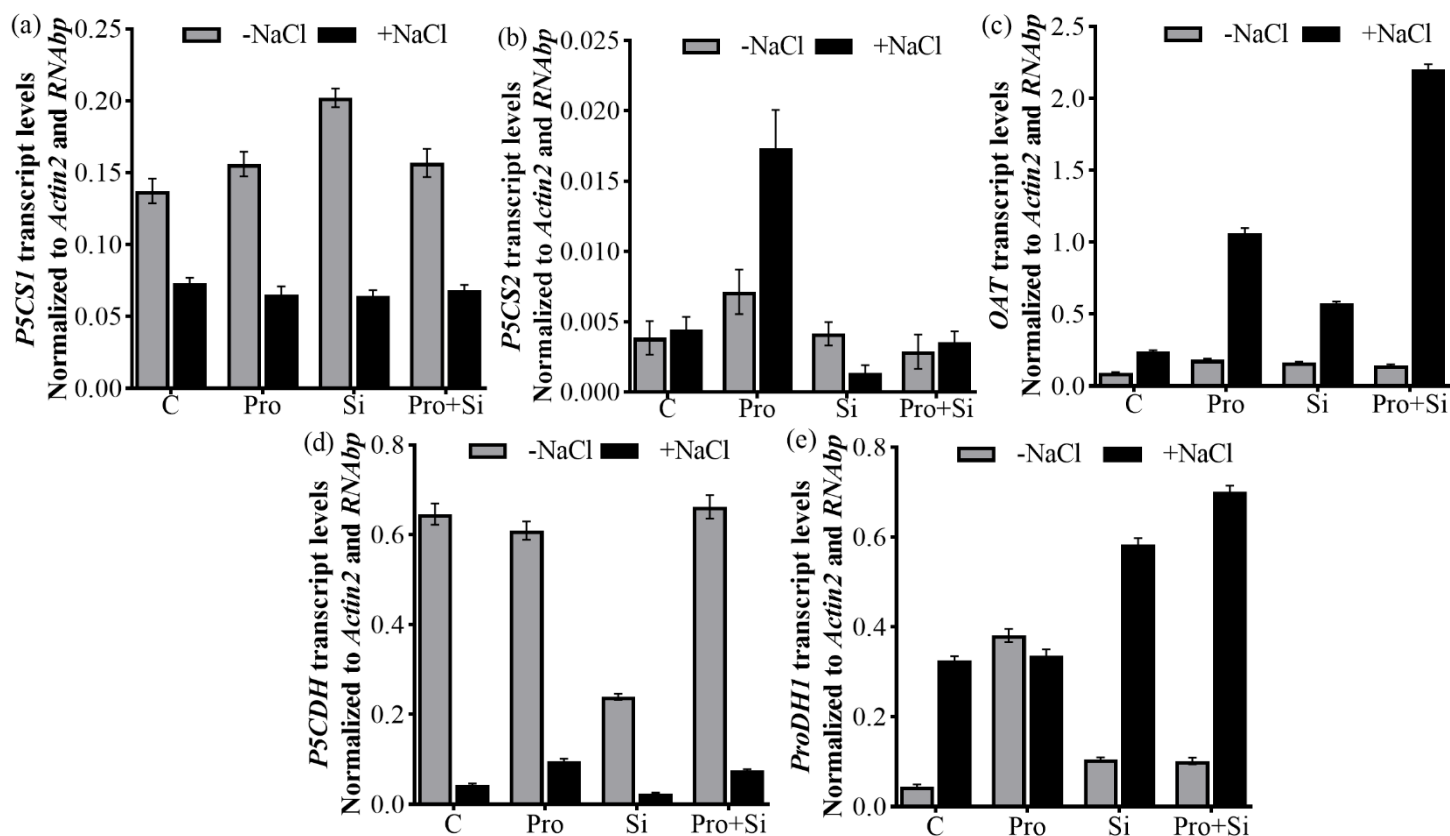 (a)
-NaCl +NaCl
P5CS1 transcript levels
Normalized to Actin2 and RNAbp
0.25
0.20
0.15
0.10
0.05
0.00
C Pro Si Pro+Si
(b)
-NaCl +NaCl
P5CS2 transcript levels
Normalized to Actin2 and RNAbp
0.025
0.020
0.015
0.010
0.005
0.000
C Pro Si Pro+Si
(c)
-NaCl +NaCl
OAT transcript levels
Normalized to Actin2 and RNAbp
2.5
2.0
1.5
1.0
0.5
0.0
C Pro Si Pro+Si
(d)
-NaCl +NaCl
P5CDH transcript levels
Normalized to Actin2 and RNAbp
0.8
0.6
0.4
0.2
0.0
C Pro Si Pro+Si
(e)
-NaCl +NaCl
ProDH1 transcript levels
Normalized to Actin2 and RNAbp
0.8
0.6
0.4
0.2
0.0
C Pro Si Pro+Si